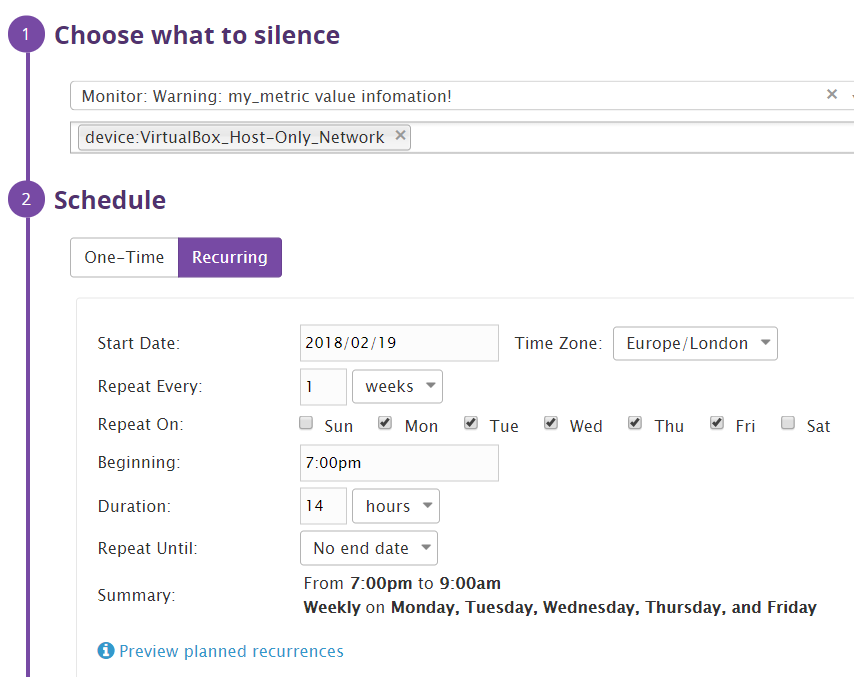 1 Choose what to silence
Monitor: Warning: my_metric value infomation! ×
device:VirtualBox_Host-Only_Network ×
2 Schedule
One-Time Recurring
Start Date: 2018/02/19 Time Zone: Europe/London
Repeat Every: 1 weeks
Repeat On: Sun Mon Tue Wed Thu Fri Sat
Beginning: 7:00pm
Duration: 14 hours
Repeat Until: No end date
Summary: From 7:00pm to 9:00am
Weekly on Monday, Tuesday, Wednesday, Thursday, and Friday
Preview planned recurrences